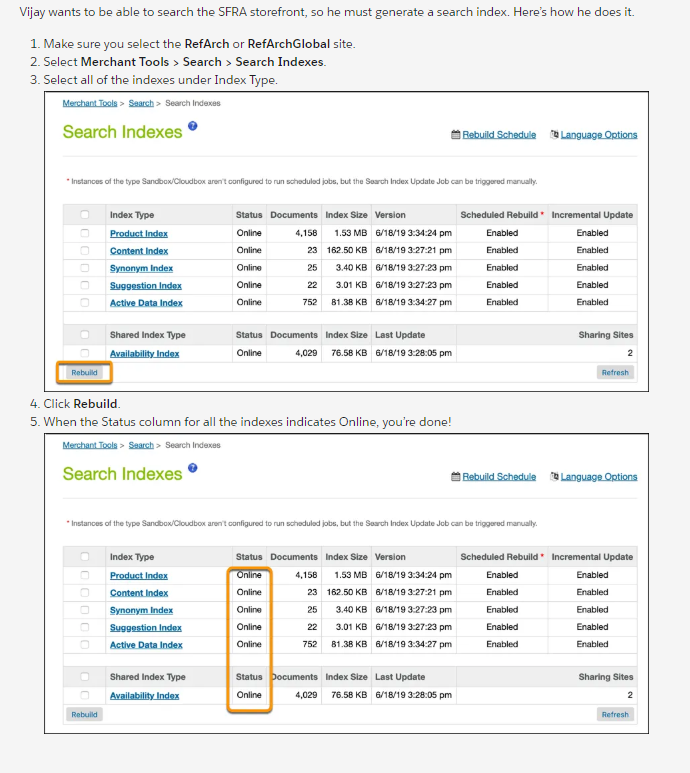 Vijay wants to be able to search the SFRA storefront, so he must generate a search index. Here's how he does it.
1. Make sure you select the RefArch or RefArchGlobal site.
2. Select Merchant Tools > Search > Search Indexes.
3. Select all of the indexes under Index Type.
Merchant Tools > Search > Search Indexes
Search Indexes ? Rebuild Schedule Language Options
* Instances of the type Sandbox/Cloudbox aren't configured to run scheduled jobs, but the Search Index Update Job can be triggered manually.
Index Type Status Documents Index Size Version Scheduled Rebuild * Incremental Update
Product Index Online 4,158 1.53 MB 6/18/19 3:34:24 pm Enabled Enabled
Content Index Online 23 162.50 KB 6/18/19 3:27:21 pm Enabled Enabled
Synonym Index Online 25 3.40 KB 6/18/19 3:27:23 pm Enabled Enabled
Suggestion Index Online 22 3.01 KB 6/18/19 3:27:23 pm Enabled Enabled
Active Data Index Online 752 81.38 KB 6/18/19 3:34:27 pm Enabled Enabled
Shared Index Type Status Documents Index Size Last Update Sharing Sites
Availability Index Online 4,029 76.58 KB 6/18/19 3:28:05 pm 2
Rebuild Refresh
4. Click Rebuild.
5. When the Status column for all the indexes indicates Online, you're done!
Merchant Tools > Search > Search Indexes
Search Indexes ? Rebuild Schedule Language Options
* Instances of the type Sandbox/Cloudbox aren't configured to run scheduled jobs, but the Search Index Update Job can be triggered manually.
Index Type Status Documents Index Size Version Scheduled Rebuild * Incremental Update
Product Index Online 4,158 1.53 MB 6/18/19 3:34:24 pm Enabled Enabled
Content Index Online 23 162.50 KB 6/18/19 3:27:21 pm Enabled Enabled
Synonym Index Online 25 3.40 KB 6/18/19 3:27:23 pm Enabled Enabled
Suggestion Index Online 22 3.01 KB 6/18/19 3:27:23 pm Enabled Enabled
Active Data Index Online 752 81.38 KB 6/18/19 3:34:27 pm Enabled Enabled
Shared Index Type Status Documents Index Size Last Update Sharing Sites
Availability Index Online 4,029 76.58 KB 6/18/19 3:28:05 pm 2
Rebuild Refresh